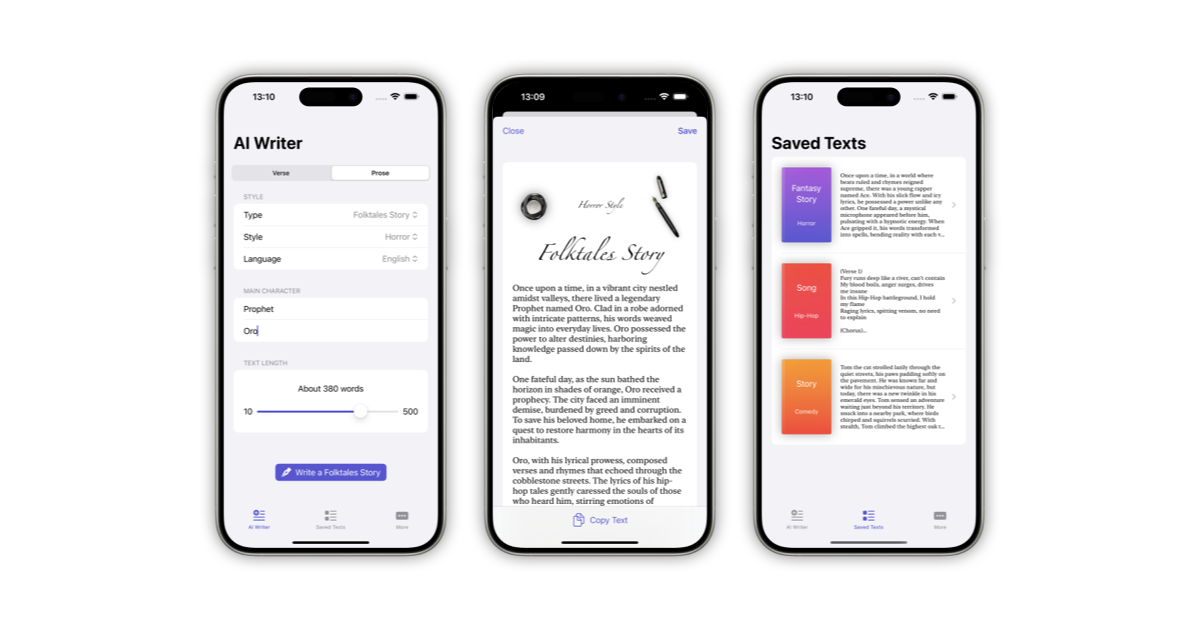 13:10
AI Writer
Verse
Prose
STYLE
Type
Folktales Story
Style
Horror
Language
English
MAIN CHARACTER
Prophet
Oro
TEXT LENGTH
About 380 words
10
500
Write a Folktales Story
AI Writer
Saved Texts
More
13:09
Close
Save
Horror Style
Folktales Story
Once upon a time, in a vibrant city nestled
amidst valleys, there lived a legendary
Prophet named Oro. Clad in a robe adorned
with intricate patterns, his words weaved
magic into everyday lives. Oro possessed the
power to alter destinies, harboring
knowledge passed down by the spirits of the
land.
One fateful day, as the sun bathed the
horizon in shades of orange, Oro received a
prophecy. The city faced an imminent
demise, burdened by greed and corruption.
To save his beloved home, he embarked on a
quest to restore harmony in the hearts of its
inhabitants.
Oro, with his lyrical prowess, composed
verses and rhymes that echoed through the
cobblestone streets. The lyrics of his hip-
hop tales gently caressed the souls of those
who heard him, stirring emotions of
Copy Text
13:10
Saved Texts
Fantasy
Story
Horror
Once upon a time, in a world where
beats ruled and rhymes reigned
supreme, there was a young rapper
named Ace. With his slick flow and icy
lyrics, he possessed a power unlike any
other. One fateful day, a mystical
microphone appeared before him,
pulsating with a hypnotic energy. When
Ace gripped it, his words transformed
into spells, bending reality with each v...
Song
Hip-Hop
(Verse 1)
Fury runs deep like a river, can't contain
My blood boils, anger surges, drives
me insane
In this Hip-Hop battleground, I hold
my flame
Raging lyrics, spitting venom, no need
to explain
(Chorus)...
Story
Comedy
Tom the cat strolled lazily through the
quiet streets, his paws padding softly on
the pavement. He was known far and
wide for his mischievous nature, but
today, there was a new twinkle in his
emerald eyes. Tom sensed an adventure
waiting just beyond his territory. He
snuck into a nearby park, where birds
chirped and squirrels scurried. With
stealth, Tom climbed the highest oak t...
AI Writer
Saved Texts
More